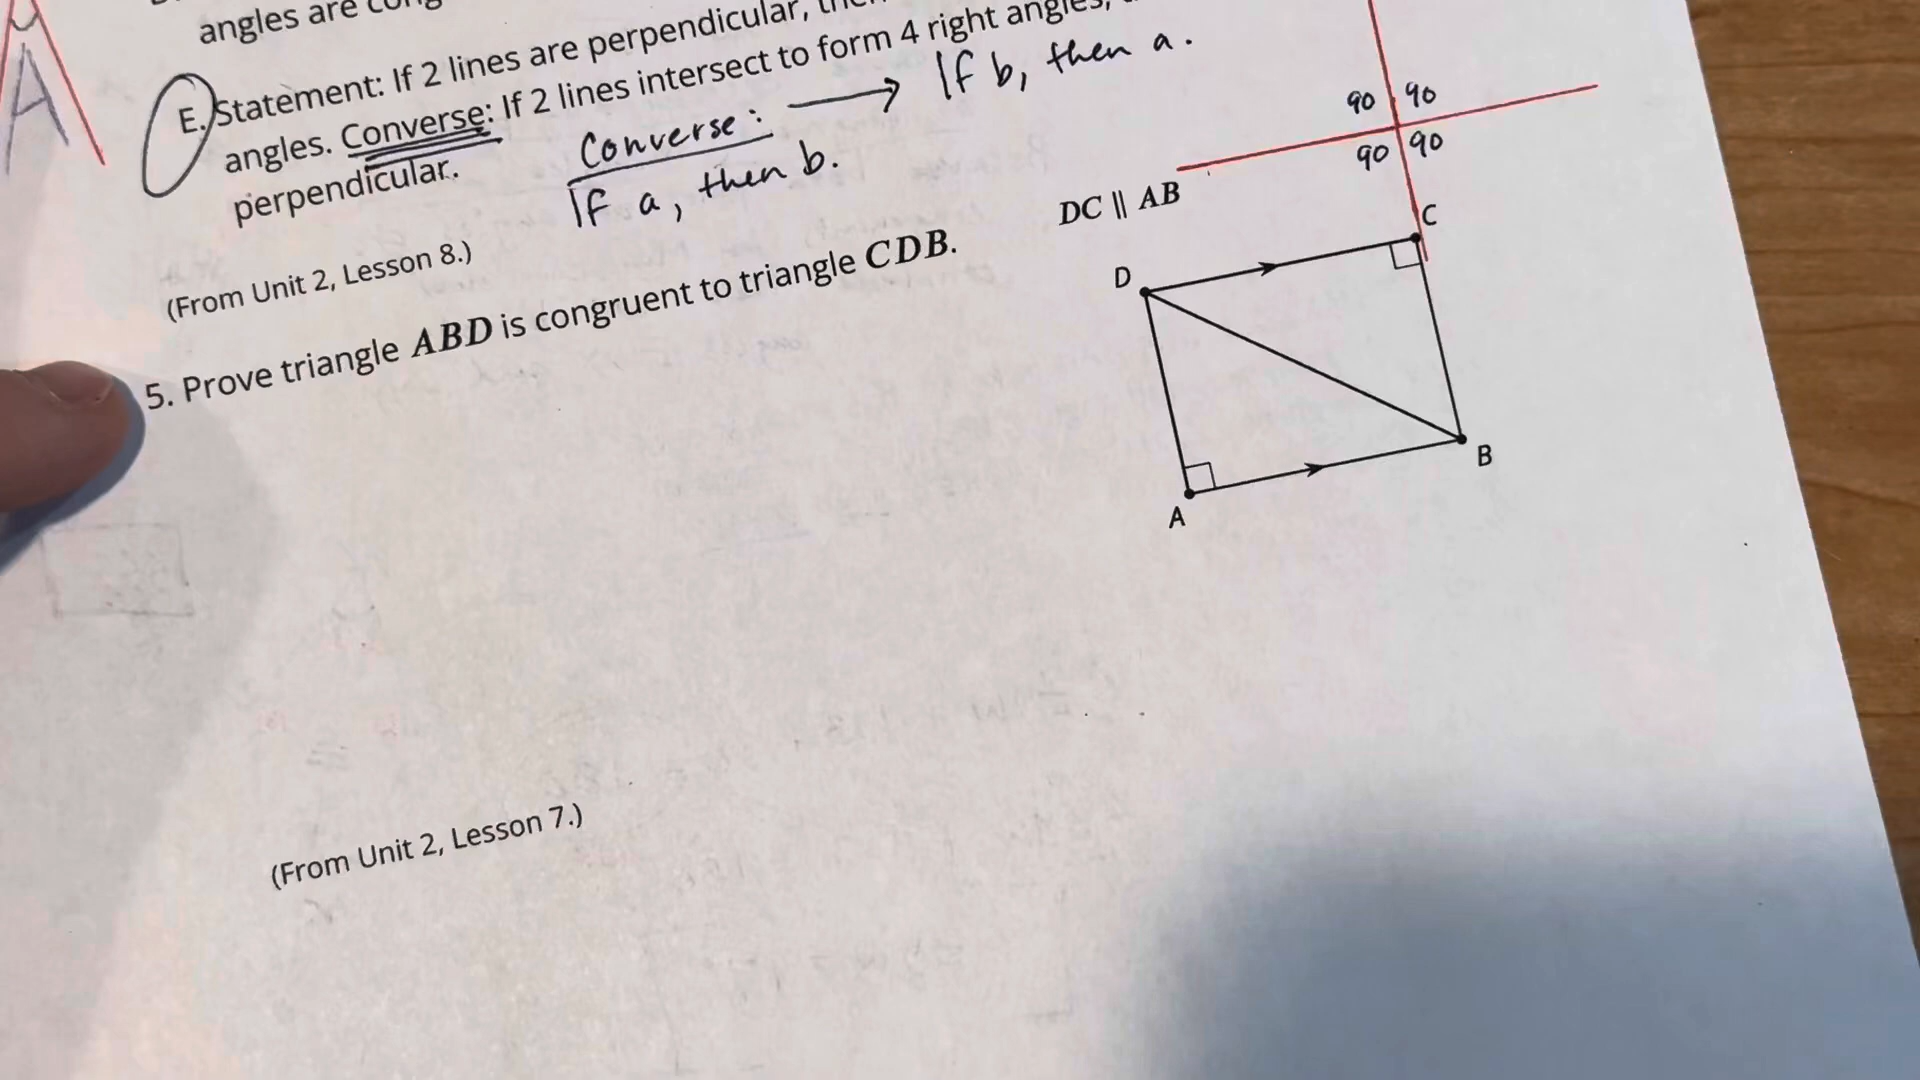 angles are
E. Statement: If 2 lines are perpendicular,
angles. Converse: If 2 lines intersect to form 4 right angles,
perpendicular.
Converse: → If b, then a.
If a, then b.
90 90
90 90
(From Unit 2, Lesson 8.)
5. Prove triangle ABD is congruent to triangle CDB.
DC || AB
C
D
B
A
(From Unit 2, Lesson 7.)